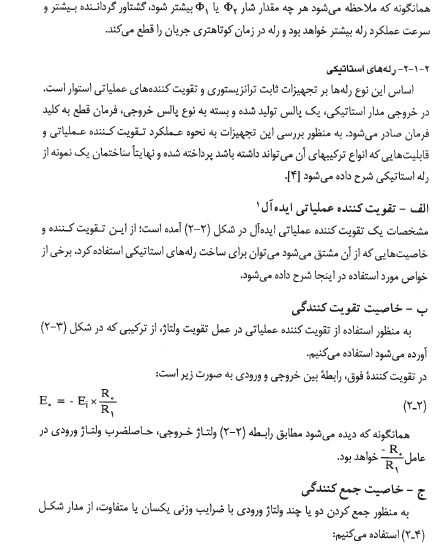 همانگونه که ملاحظه می‌شود هر چه مقدار شار Φ۲ یا Φ۱ بیشتر شود، گشتاور گرداننده بیشتر و
سرعت عملکرد رله بیشتر خواهد بود و رله در زمان کوتاهتری جریان را قطع می‌کند.
۲-۱-۲- رله‌های استاتیکی
اساس این نوع رله‌ها بر تجهیزات ثابت ترانزیستوری و تقویت کننده‌های عملیاتی استوار است.
در خروجی مدار استاتیکی، یک پالس تولید شده و بسته به نوع پالس خروجی، فرمان قطع به کلید
فرمان صادر می‌شود. به منظور بررسی این تجهیزات به نحوه عملکرد تقویت کننده عملیاتی و
قابلیت‌هایی که انواع ترکیبهای آن می‌تواند داشته باشد پرداخته شده و نهایتاً ساختمان یک نمونه از
رله استاتیکی شرح داده می‌شود [۴].
الف - تقویت کننده عملیاتی ایده‌آل۱
مشخصات یک تقویت کننده عملیاتی ایده‌آل در شکل (۲-۲) آمده است؛ از این تقویت کننده و
خاصیت‌هایی که از آن مشتق می‌شود می‌توان برای ساخت رله‌های استاتیکی استفاده کرد. برخی از
خواص مورد استفاده در اینجا شرح داده می‌شود.
ب - خاصیت تقویت کنندگی
به منظور استفاده از تقویت کننده عملیاتی در عمل تقویت ولتاژ، از ترکیبی که در شکل (۳-۲)
آورده می‌شود استفاده می‌کنیم.
در تقویت کنندهٔ فوق، رابطهٔ بین خروجی و ورودی به صورت زیر است:
(۲-۲) E۰ = - Ei × R۰/R۱
همانگونه که دیده می‌شود مطابق رابطه (۲-۲) ولتاژ خروجی، حاصلضرب ولتاژ ورودی در
عامل -R۰/R۱ خواهد بود.
ج - خاصیت جمع کنندگی
به منظور جمع کردن دو یا چند ولتاژ ورودی با ضرایب وزنی یکسان یا متفاوت، از مدار شکل
(۴-۲) استفاده می‌کنیم: